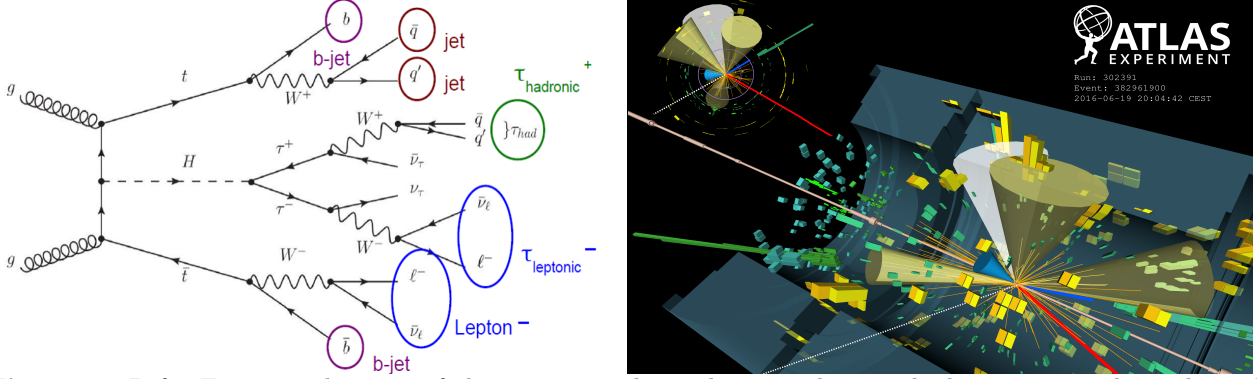 g
t
b
b-jet
W⁺
q̄
jet
q′
jet
τhadronic⁺
H
τ⁺
W⁺
q̄
q′
}τhad
ν̄τ
ντ
τ⁻
W⁻
ν̄ℓ
ℓ⁻
τleptonic⁻
g
t̄
W⁻
ℓ⁻
ν̄ℓ
Lepton⁻
b̄
b-jet
ATLAS
EXPERIMENT
Run: 302391
Event: 382961900
2016-06-19 20:04:42 CEST